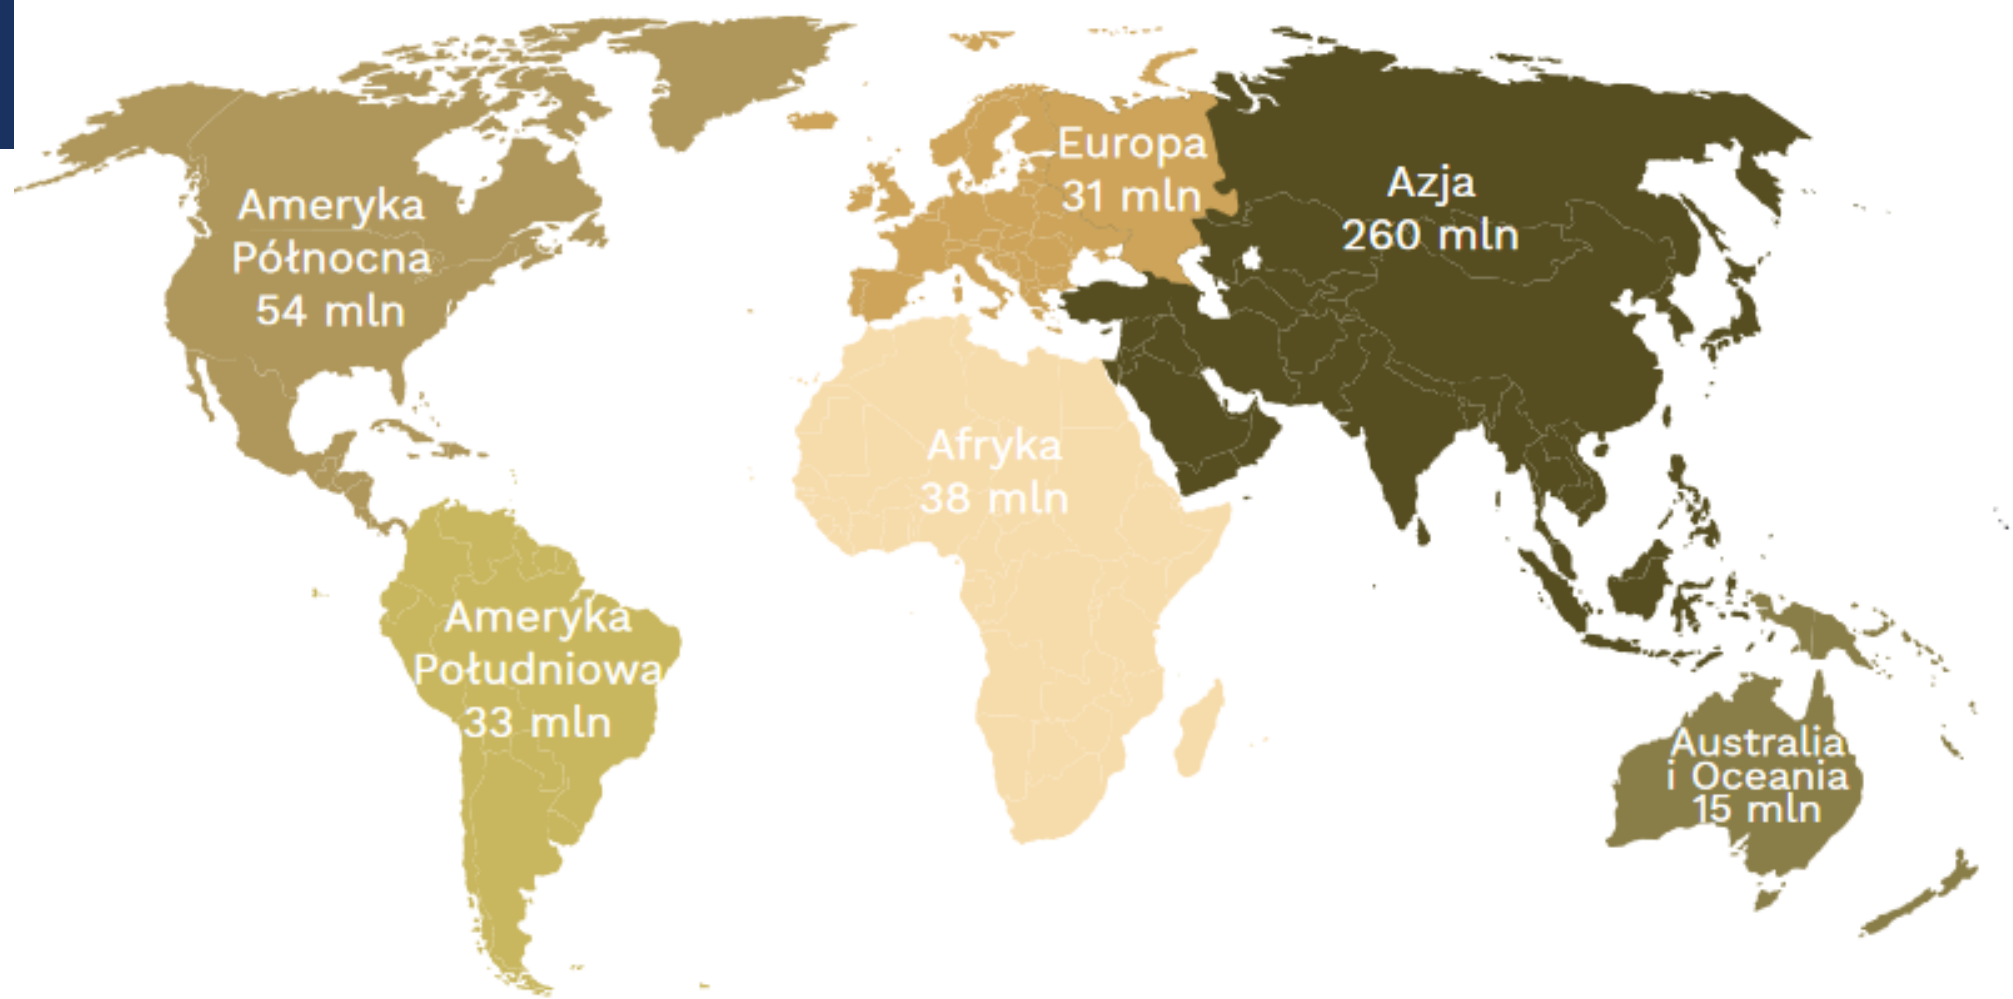 Ameryka
Północna
54 mln
Europa
31 mln
Azja
260 mln
Afryka
38 mln
Ameryka
Południowa
33 mln
Australia
i Oceania
15 mln